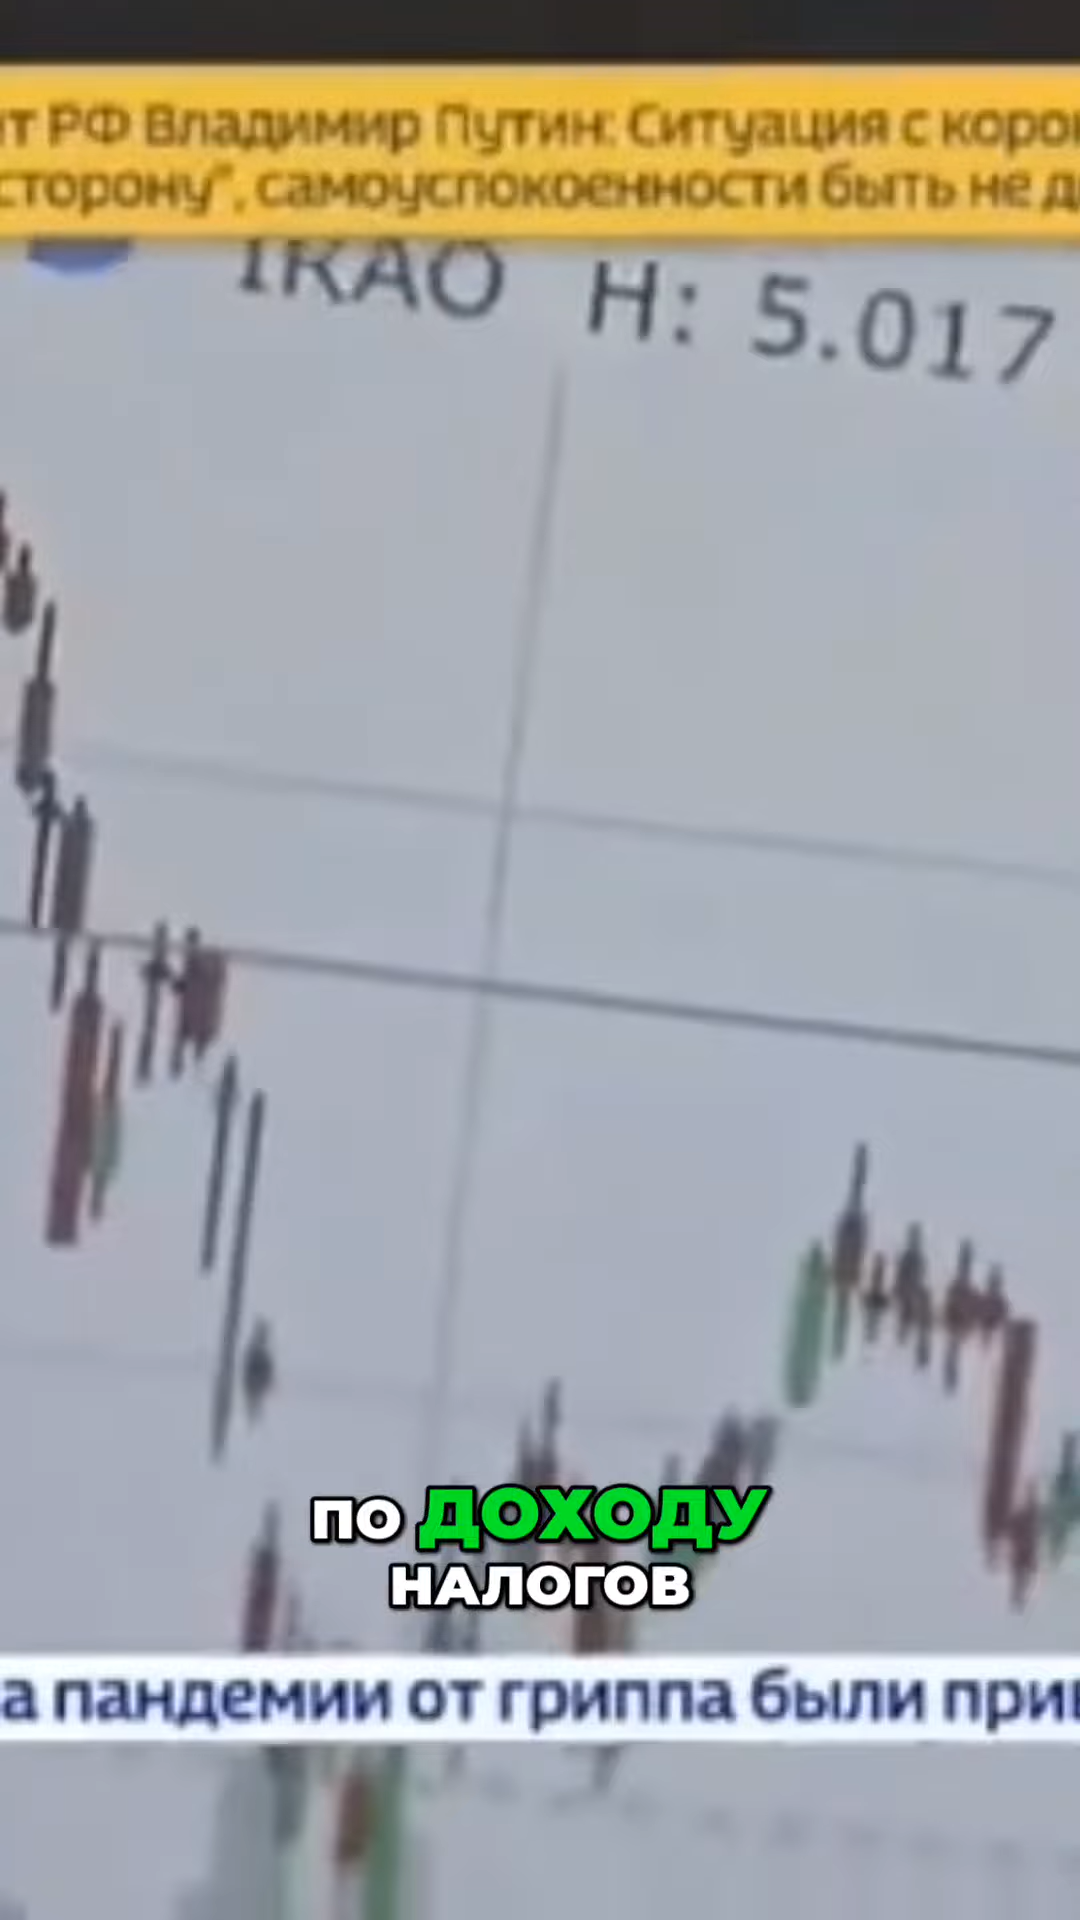 т РФ Владимир Путин: Ситуация с коро
сторону", самоуспокоенности быть не д
IRAO H: 5.017
ПО ДОХОДУ
НАЛОГОВ
а пандемии от гриппа были при